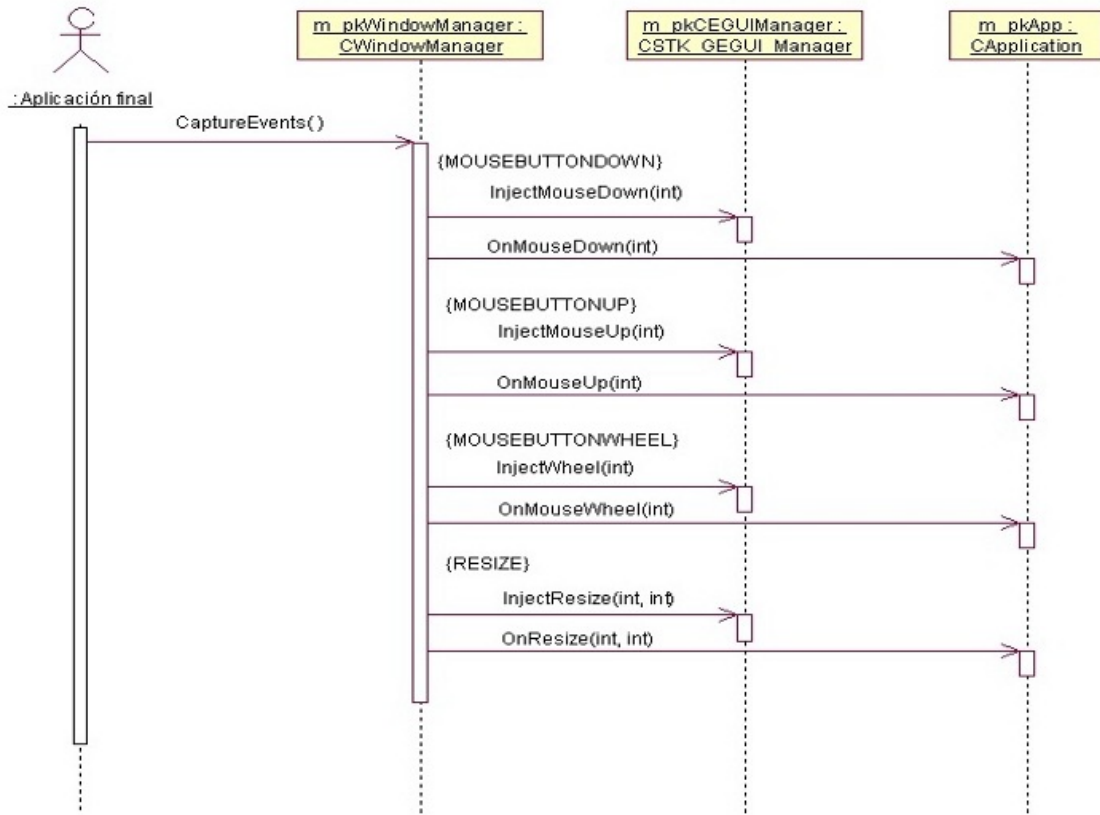 m_pkWindowManager :
CWindowManager
m_pkCEGUIManager :
CSTK_GEGUI_Manager
m_pkApp :
CApplication
: Aplicación final
CaptureEvents()
{MOUSEBUTTONDOWN}
InjectMouseDown(int)
OnMouseDown(int)
{MOUSEBUTTONUP}
InjectMouseUp(int)
OnMouseUp(int)
{MOUSEBUTTONWHEEL}
InjectWheel(int)
OnMouseWheel(int)
{RESIZE}
InjectResize(int, int)
OnResize(int, int)